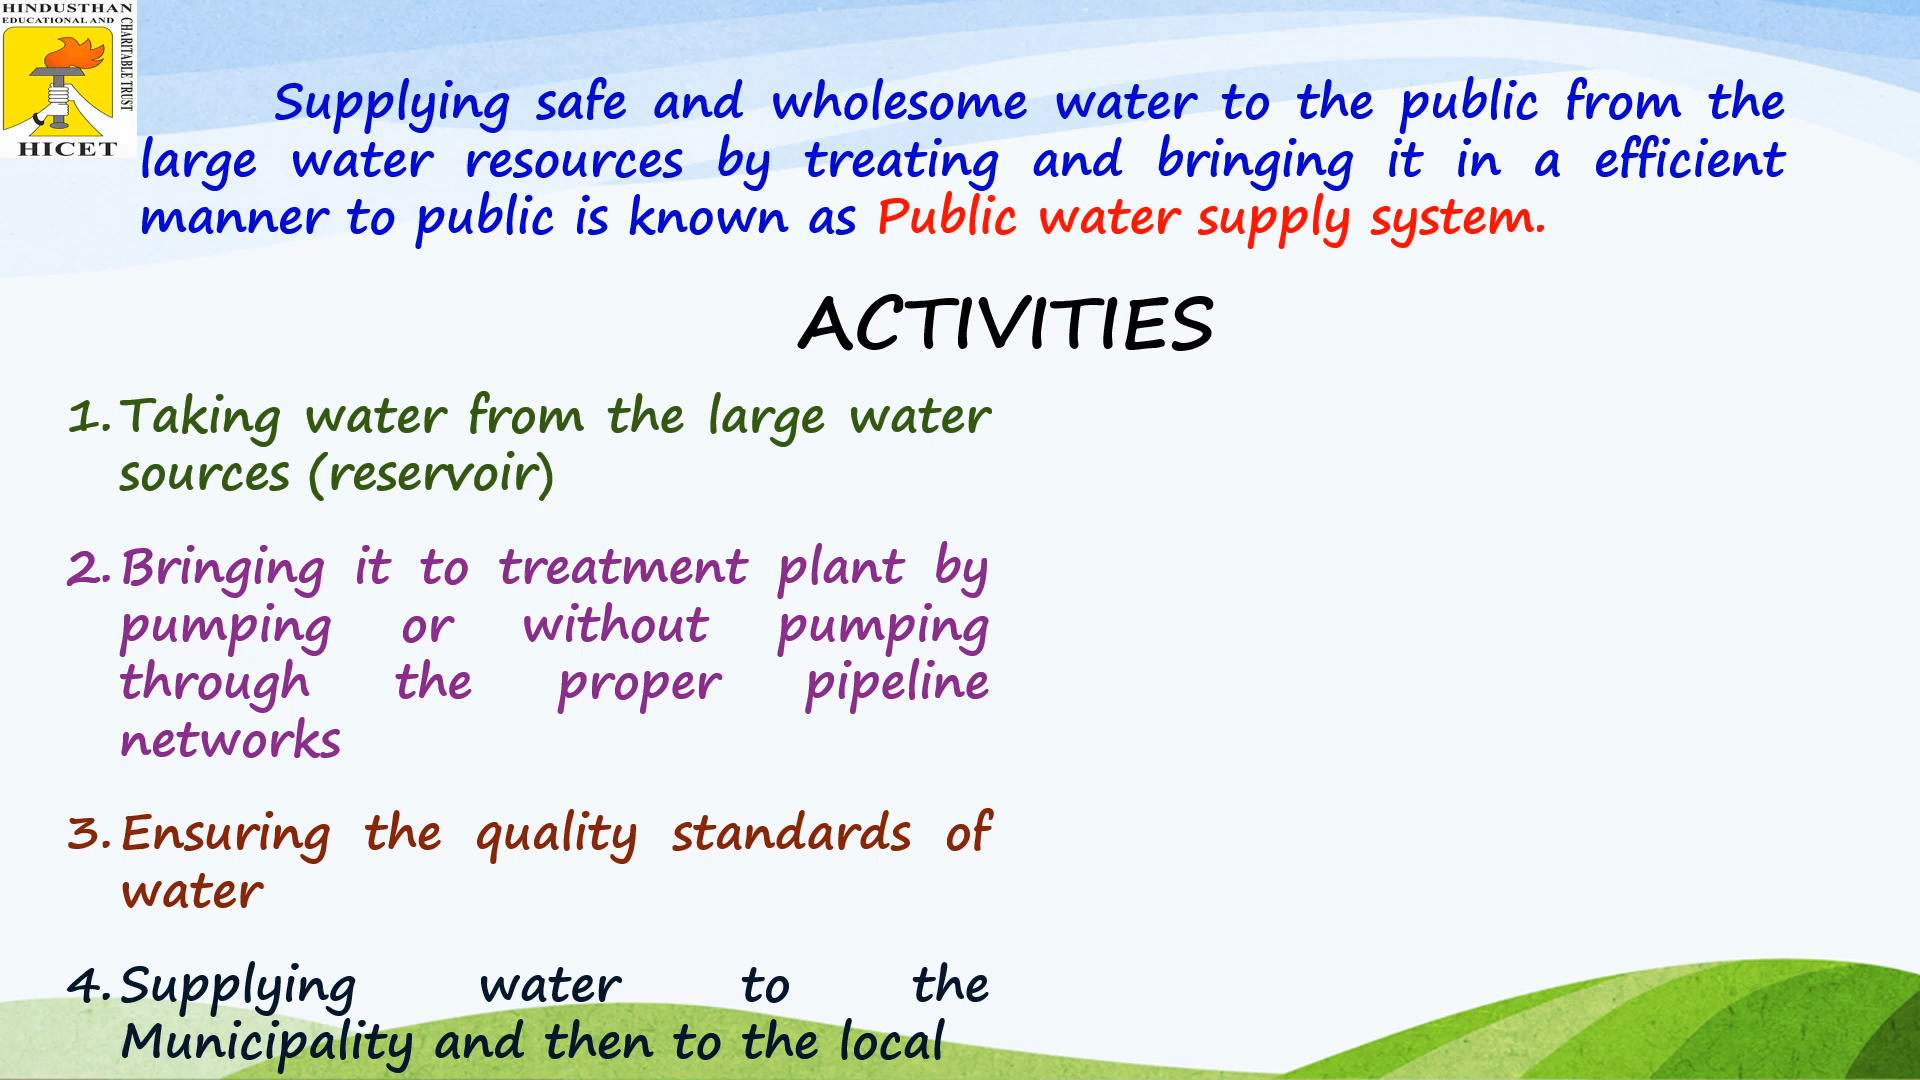 HINDUSTHAN
EDUCATIONAL AND
CHARITABLE TRUST
HICET
Supplying safe and wholesome water to the public from the
large water resources by treating and bringing it in a efficient
manner to public is known as Public water supply system.
ACTIVITIES
1. Taking water from the large water
sources (reservoir)
2. Bringing it to treatment plant by
pumping or without pumping
through the proper pipeline
networks
3. Ensuring the quality standards of
water
4. Supplying water to the
Municipality and then to the local